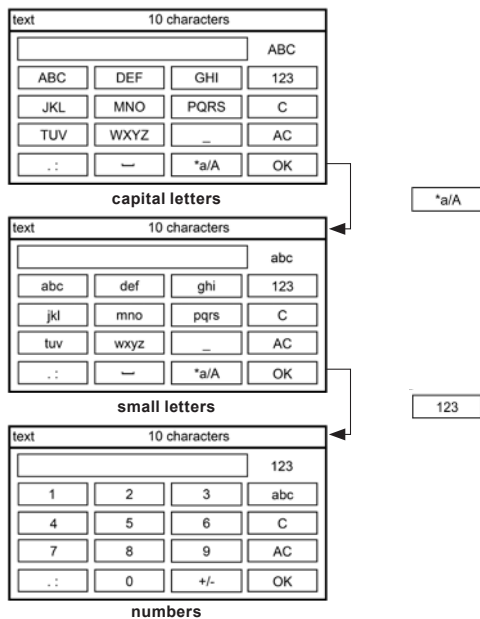 text 10 characters
ABC
ABC DEF GHI 123
JKL MNO PQRS C
TUV WXYZ _ AC
. : ⎵ *a/A OK
capital letters
*a/A
text 10 characters
abc
abc def ghi 123
jkl mno pqrs C
tuv wxyz _ AC
. : ⎵ *a/A OK
small letters
123
text 10 characters
123
1 2 3 abc
4 5 6 C
7 8 9 AC
. : 0 +/- OK
numbers